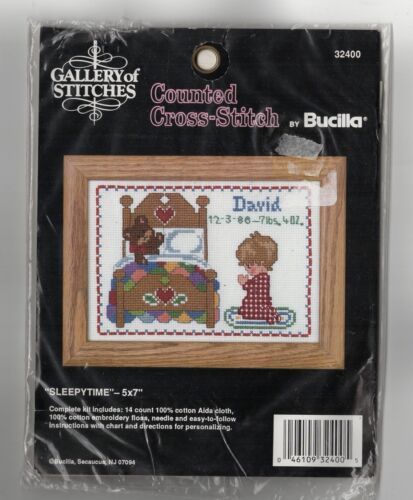 32400
GALLERY of
STITCHES
Counted
Cross-Stitch
BY Bucilla®
David
12-3-86-7lbs. 4oz.
"SLEEPYTIME" – 5x7"
Complete kit includes: 14 count 100% cotton Aida cloth,
100% cotton embroidery floss, needle and easy-to-follow
instructions with chart and directions for personalizing.
©Bucilla, Secaucus, NJ 07094
0 46109 32400 5